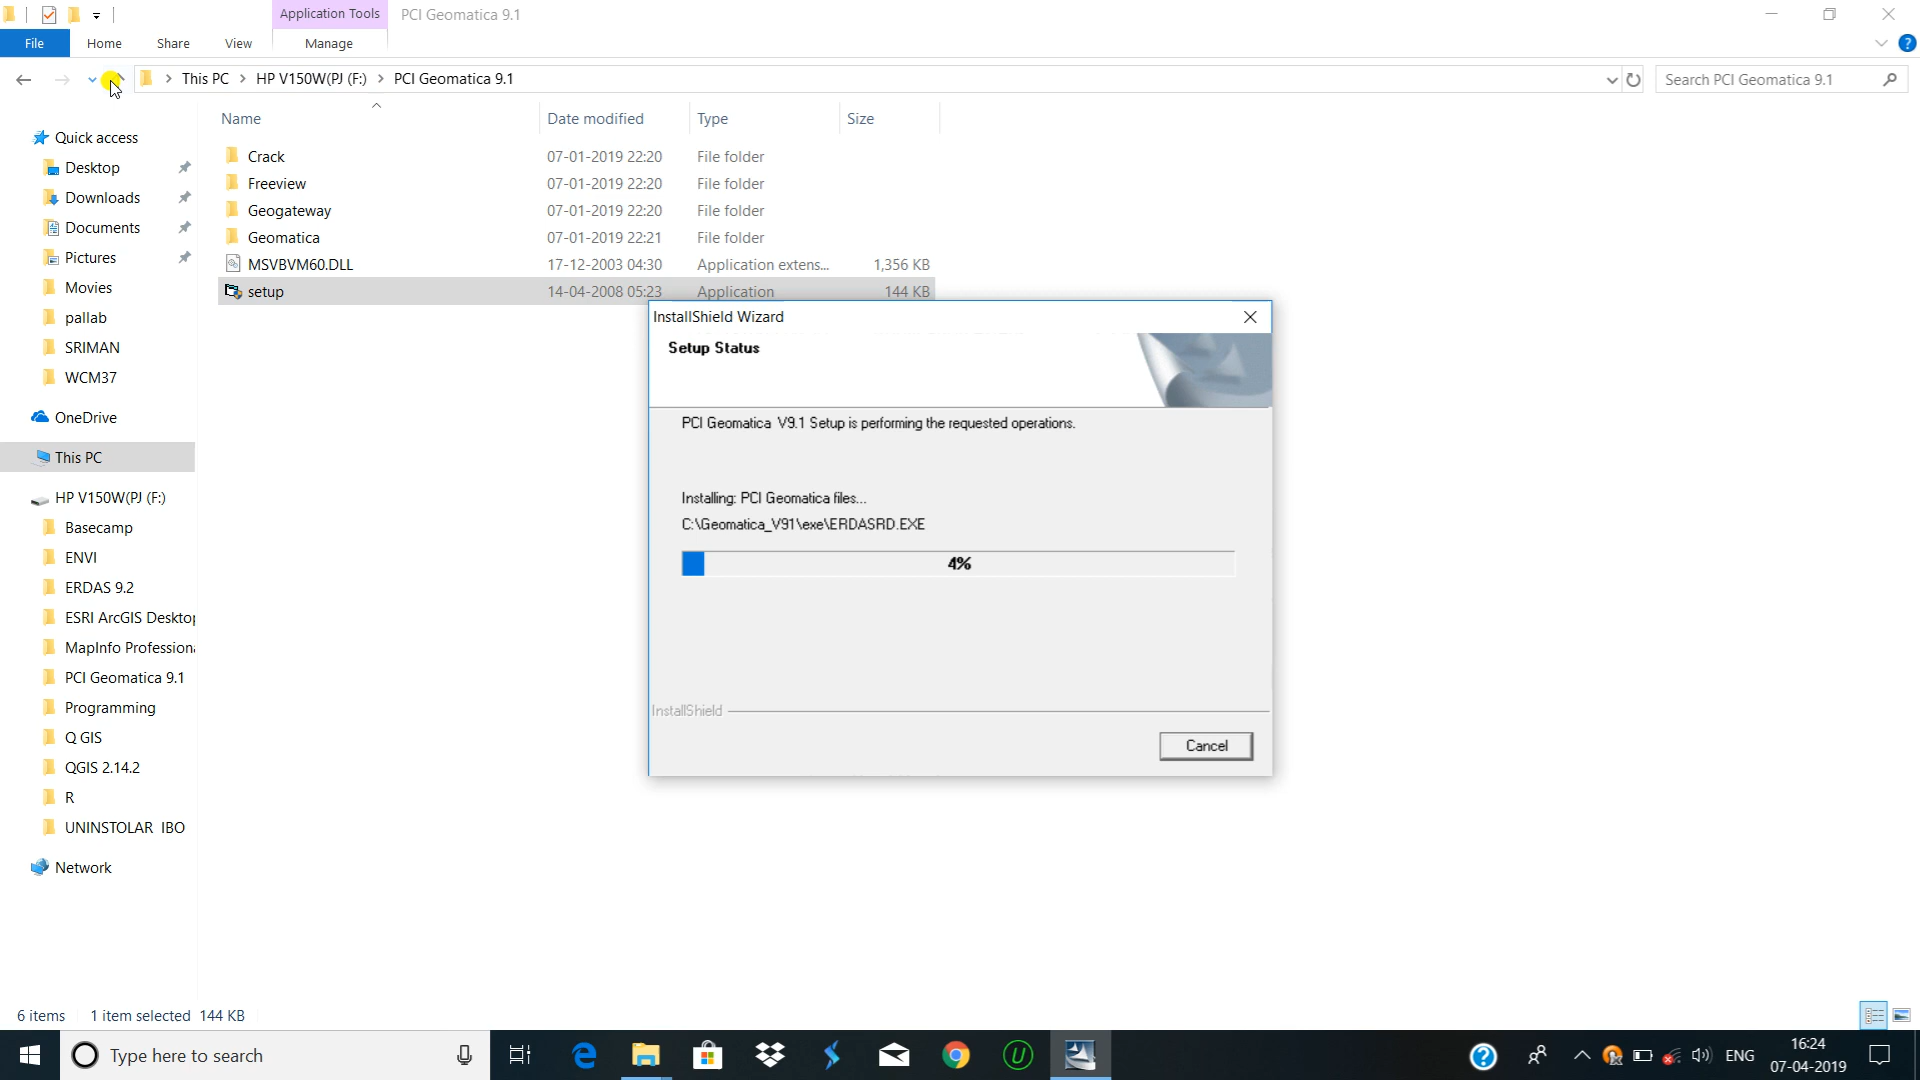 Application Tools PCI Geomatica 9.1
File Home Share View Manage
This PC > HP V150W(PJ (F:) > PCI Geomatica 9.1
Search PCI Geomatica 9.1
Name Date modified Type Size
Crack 07-01-2019 22:20 File folder
Freeview 07-01-2019 22:20 File folder
Geogateway 07-01-2019 22:20 File folder
Geomatica 07-01-2019 22:21 File folder
MSVBVM60.DLL 17-12-2003 04:30 Application extens... 1,356 KB
setup 14-04-2008 05:23 Application 144 KB
Quick access
Desktop
Downloads
Documents
Pictures
Movies
pallab
SRIMAN
WCM37
OneDrive
This PC
HP V150W(PJ (F:)
Basecamp
ENVI
ERDAS 9.2
ESRI ArcGIS Desktop
MapInfo Professiona
PCI Geomatica 9.1
Programming
Q GIS
QGIS 2.14.2
R
UNINSTOLAR IBO
Network
InstallShield Wizard
Setup Status
PCI Geomatica V9.1 Setup is performing the requested operations.
Installing: PCI Geomatica files...
C:\Geomatica_V91\exe\ERDASRD.EXE
4%
InstallShield
Cancel
6 items 1 item selected 144 KB
Type here to search
ENG
16:24
07-04-2019